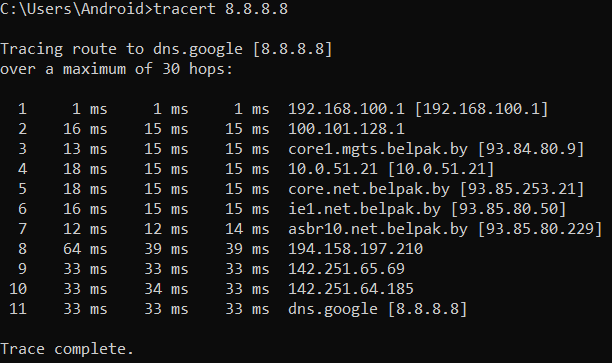 C:\Users\Android>tracert 8.8.8.8
Tracing route to dns.google [8.8.8.8]
over a maximum of 30 hops:
1 1 ms 1 ms 1 ms 192.168.100.1 [192.168.100.1]
2 16 ms 15 ms 15 ms 100.101.128.1
3 13 ms 15 ms 15 ms core1.mgts.belpak.by [93.84.80.9]
4 18 ms 15 ms 15 ms 10.0.51.21 [10.0.51.21]
5 18 ms 15 ms 15 ms core.net.belpak.by [93.85.253.21]
6 16 ms 15 ms 15 ms ie1.net.belpak.by [93.85.80.50]
7 12 ms 12 ms 14 ms asbr10.net.belpak.by [93.85.80.229]
8 64 ms 39 ms 39 ms 194.158.197.210
9 33 ms 33 ms 33 ms 142.251.65.69
10 33 ms 34 ms 33 ms 142.251.64.185
11 33 ms 33 ms 33 ms dns.google [8.8.8.8]
Trace complete.